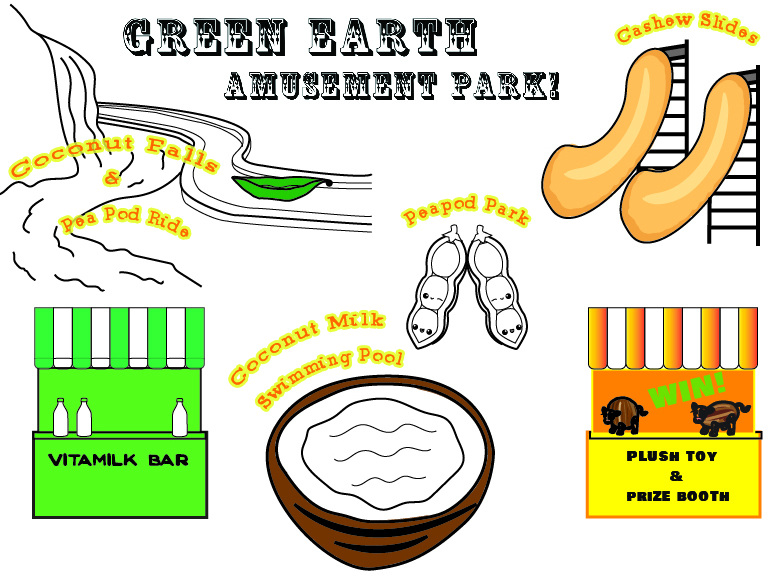 GREEN EARTH
AMUSEMENT PARK!
Cashew Slides
Coconut Falls
&
Pea Pod Ride
Peapod Park
Coconut Milk
Swimming Pool
VITAMILK BAR
WIN!
PLUSH TOY
&
PRIZE BOOTH